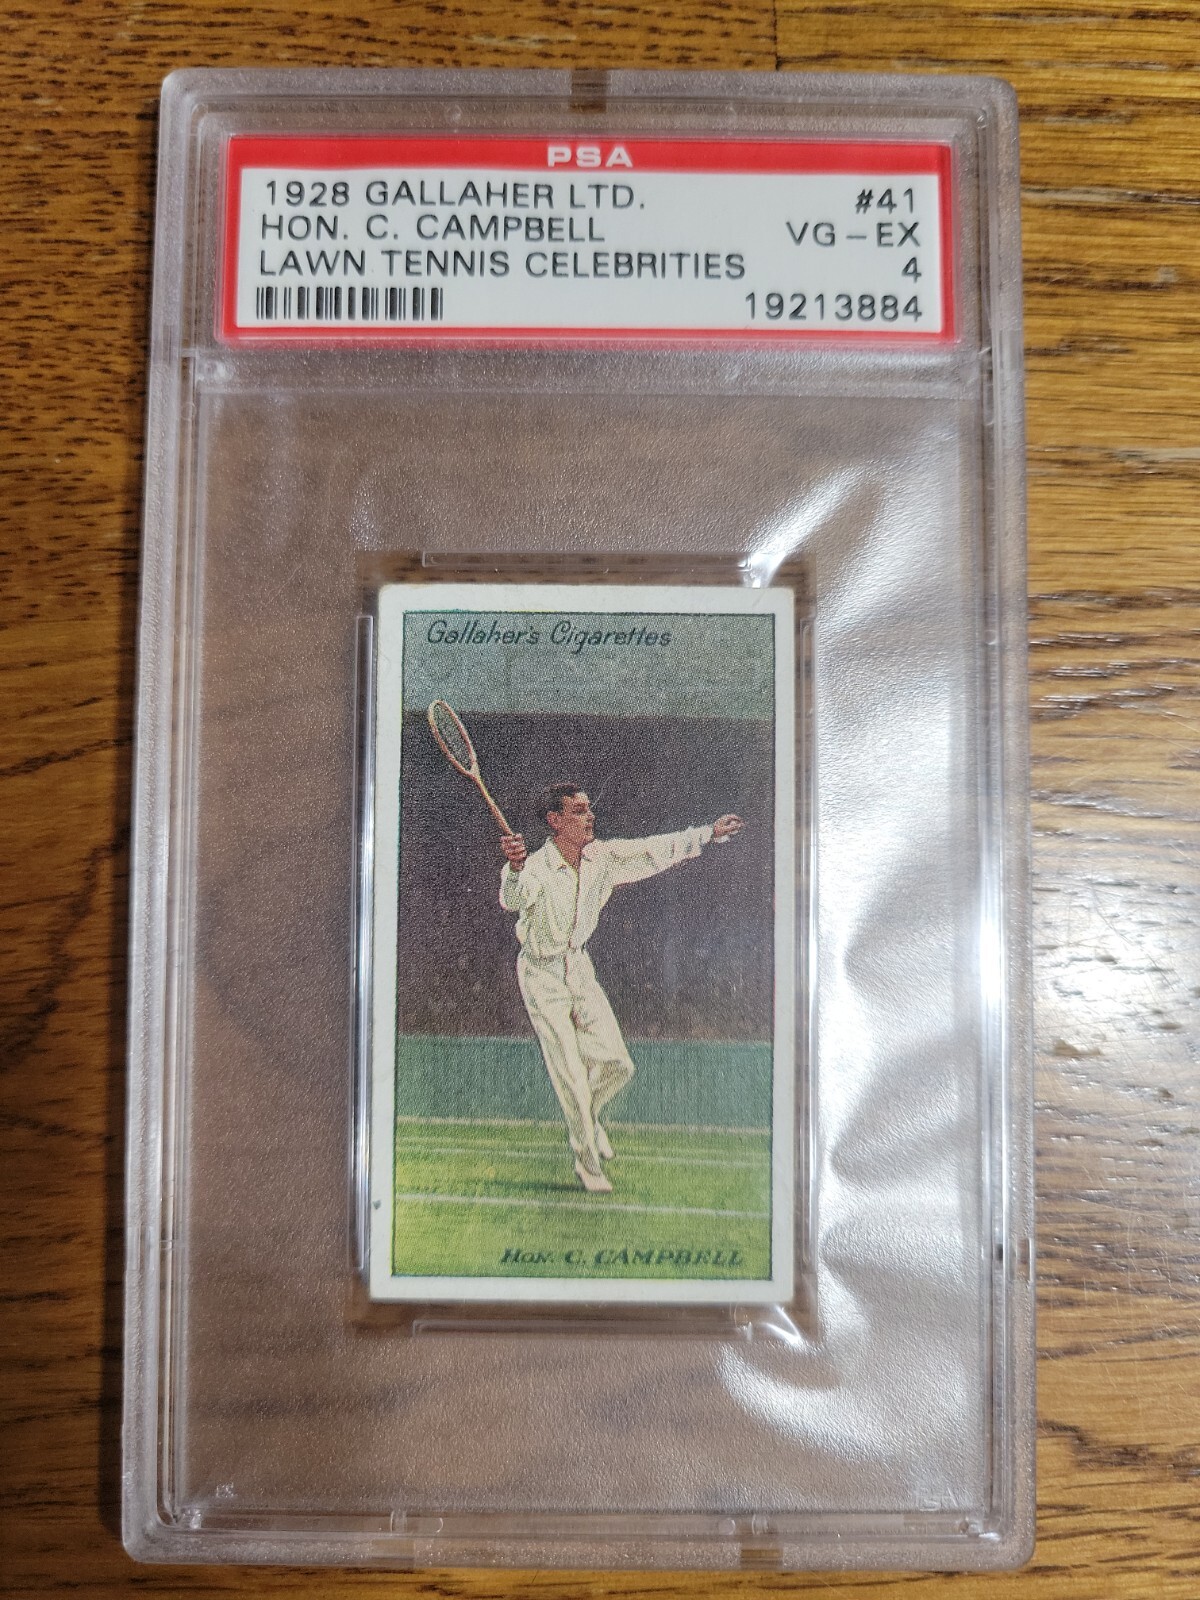 PSA
1928 GALLAHER LTD. #41
HON. C. CAMPBELL VG-EX
LAWN TENNIS CELEBRITIES 4
19213884
Gallaher's Cigarettes
HON. C. CAMPBELL